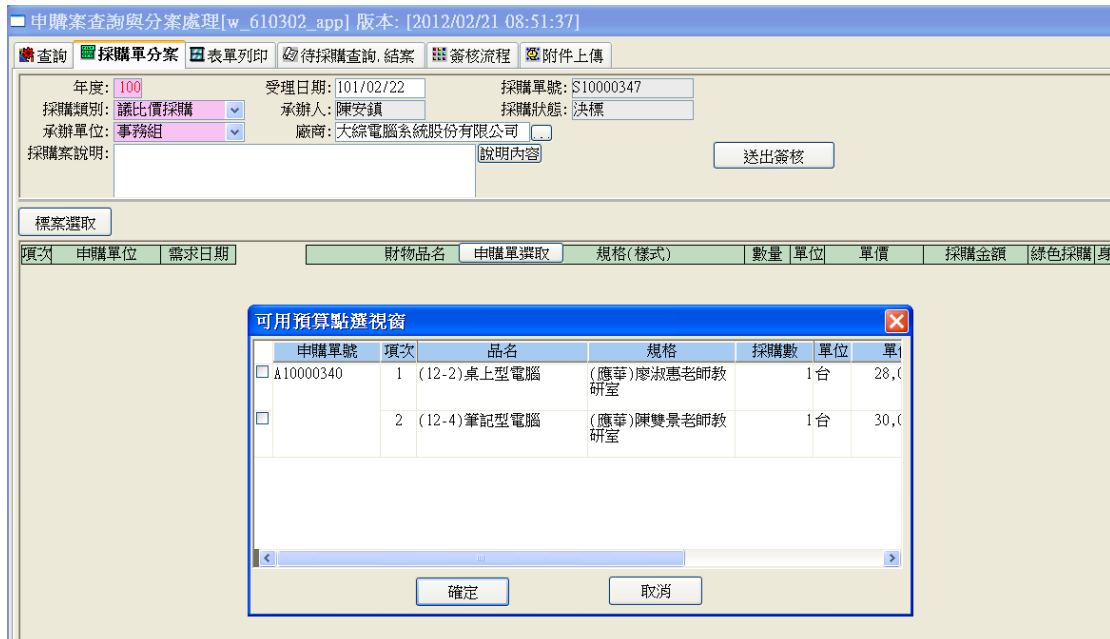 申購案查詢與分案處理[w_610302_app] 版本: [2012/02/21 08:51:37]
查詢 採購單分案 表單列印 待採購查詢.結案 簽核流程 附件上傳
年度: 100 受理日期: 101/02/22 採購單號: S10000347
採購類別: 議比價採購 承辦人: 陳安鎮 採購狀態: 決標
承辦單位: 事務組 廠商: 大綜電腦系統股份有限公司 ...
採購案說明: 說明內容 送出簽核
標案選取
項次 申購單位 需求日期 財物品名 申購單選取 規格(樣式) 數量 單位 單價 採購金額 綠色採購 身
可用預算點選視窗
申購單號 項次 品名 規格 採購數 單位
A10000340 1 (12-2)桌上型電腦 (應華)廖淑惠老師教 1 台 28,
研室
2 (12-4)筆記型電腦 (應華)陳雙景老師教 1 台 30,
研室
確定 取消